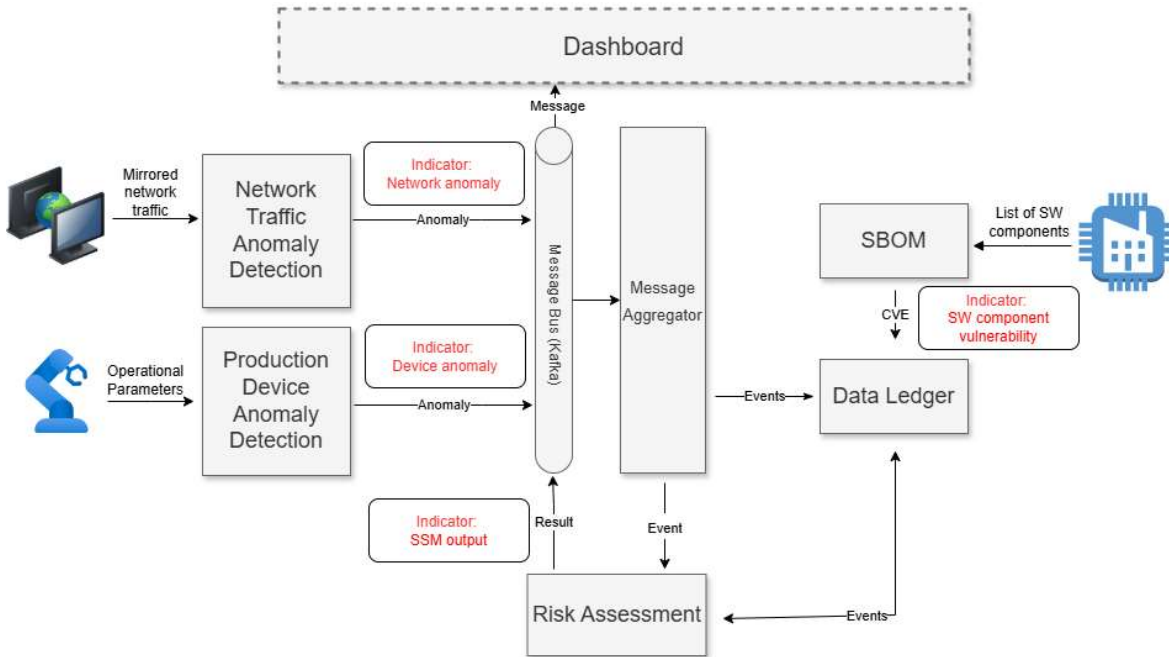 Dashboard
Message
Mirrored
network
traffic
Network
Traffic
Anomaly
Detection
Indicator:
Network anomaly
Anomaly
Message Bus (Kafka)
Message
Aggregator
SBOM
List of SW
components
CVE
Indicator:
SW component
vulnerability
Operational
Parameters
Production
Device
Anomaly
Detection
Indicator:
Device anomaly
Anomaly
Events
Data Ledger
Indicator:
SSM output
Result
Event
Risk Assessment
Events